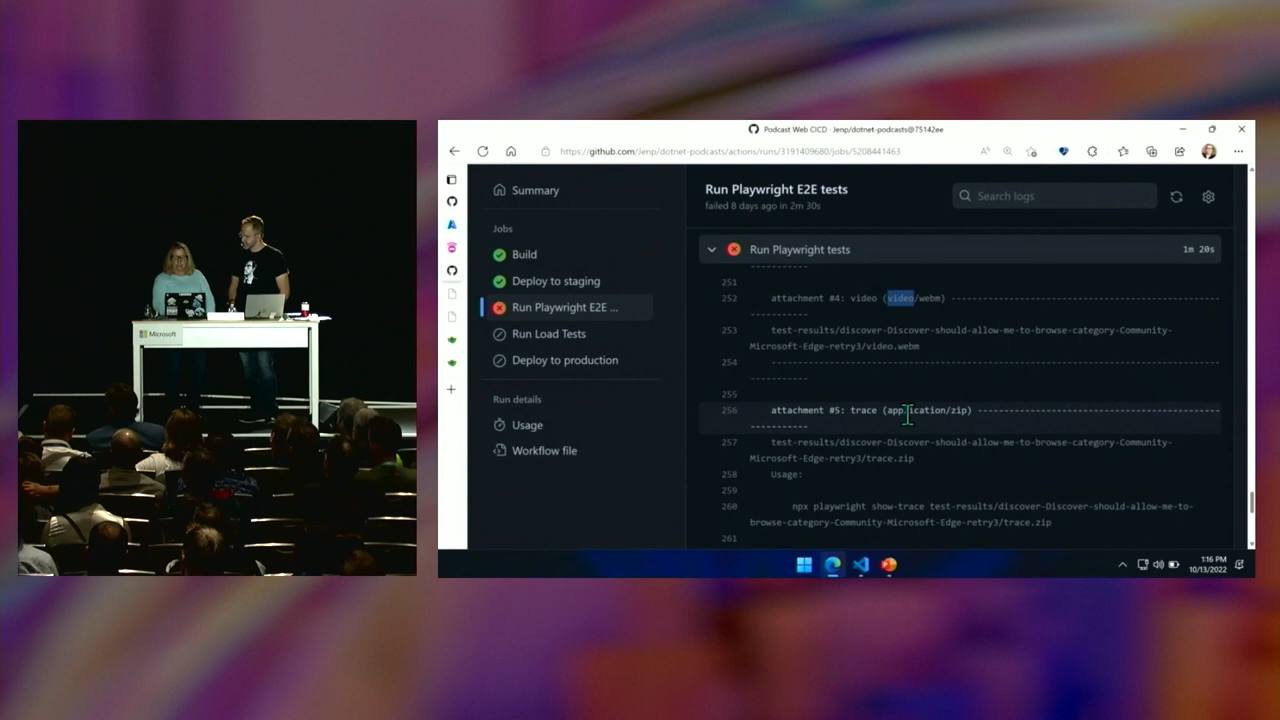 Microsoft
Podcast Web CICD · Jenp/dotnet-podcasts@75142ee
https://github.com/Jenp/dotnet-podcasts/actions/runs/3191409680/jobs/5208441463
Summary
Jobs
Build
Deploy to staging
Run Playwright E2E ...
Run Load Tests
Deploy to production
Run details
Usage
Workflow file
Run Playwright E2E tests
failed 8 days ago in 2m 30s
Search logs
Run Playwright tests
1m 20s
-----------
251
252 attachment #4: video (video/webm) --------------------------------------
-----------
253 test-results/discover-Discover-should-allow-me-to-browse-category-Community-
Microsoft-Edge-retry3/video.webm
254 ----------------------------------------------------------------
-----------
255
256 attachment #5: trace (application/zip) ----------------------------------
-----------
257 test-results/discover-Discover-should-allow-me-to-browse-category-Community-
Microsoft-Edge-retry3/trace.zip
258 Usage:
259
260 npx playwright show-trace test-results/discover-Discover-should-allow-me-to-
browse-category-Community-Microsoft-Edge-retry3/trace.zip
261
1:16 PM
10/13/2022